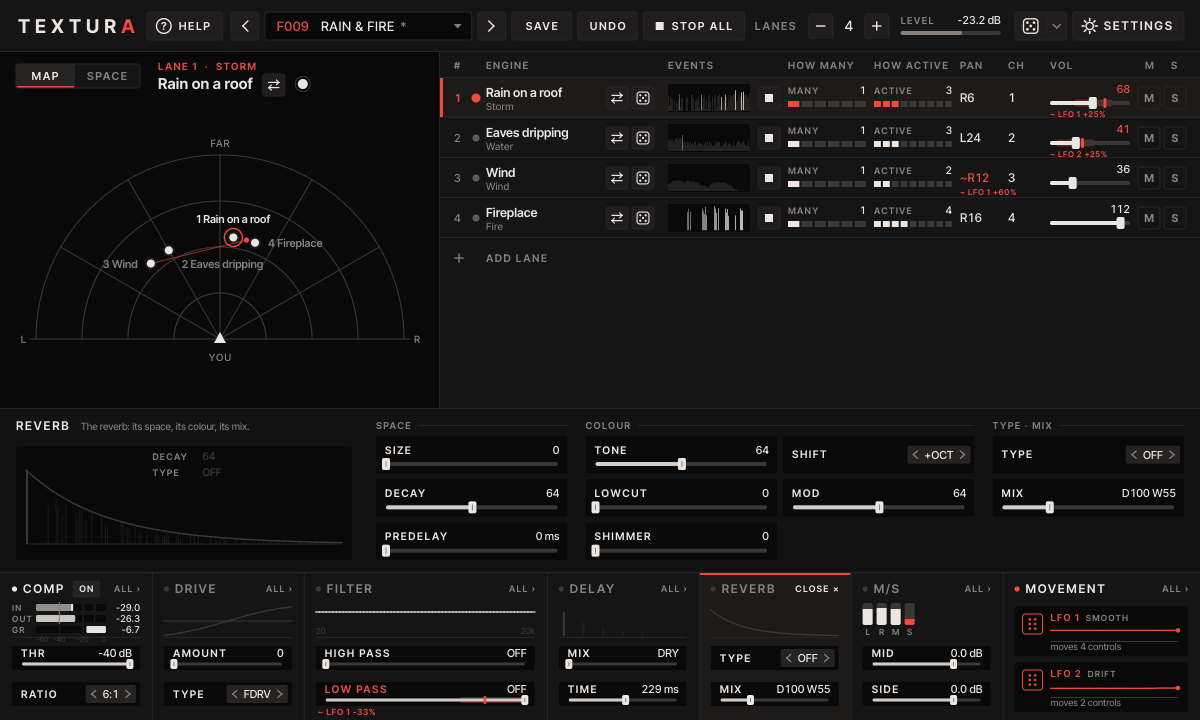 TEXTURA HELP F009 RAIN & FIRE * SAVE UNDO STOP ALL LANES 4 LEVEL -23.2 dB SETTINGS
MAP SPACE
LANE 1 · STORM
Rain on a roof
FAR
1 Rain on a roof
4 Fireplace
3 Wind
2 Eaves dripping
L
R
YOU
# ENGINE EVENTS HOW MANY HOW ACTIVE PAN CH VOL M S
1 Rain on a roof MANY 1 ACTIVE 3 R6 1 68 M S
Storm
~ LFO 1 +25%
2 Eaves dripping MANY 1 ACTIVE 3 L24 2 41 M S
Water
~ LFO 2 +25%
3 Wind MANY 1 ACTIVE 2 ~R12 3 36 M S
Wind
~ LFO 1 +60%
4 Fireplace MANY 1 ACTIVE 4 R16 4 112 M S
Fire
+ ADD LANE
REVERB The reverb: its space, its colour, its mix.
DECAY 64
TYPE OFF
SPACE
SIZE 0
DECAY 64
PREDELAY 0 ms
COLOUR
TONE 64
SHIFT < +OCT >
LOWCUT 0
MOD 64
SHIMMER 0
TYPE · MIX
TYPE < OFF >
MIX D100 W55
COMP ON ALL ›
IN -29.0
OUT -26.3
GR -6.7
-60 -40 -20 0
THR -40 dB
RATIO < 6:1 >
DRIVE ALL ›
AMOUNT 0
TYPE < FDRV >
FILTER ALL ›
20 20k
HIGH PASS OFF
LOW PASS OFF
~ LFO 1 -33%
DELAY ALL ›
MIX DRY
TIME 229 ms
REVERB CLOSE ×
TYPE < OFF >
MIX D100 W55
M/S ALL ›
L R M S
MID 0.0 dB
SIDE 0.0 dB
MOVEMENT ALL ›
LFO 1 SMOOTH
moves 4 controls
LFO 2 DRIFT
moves 2 controls